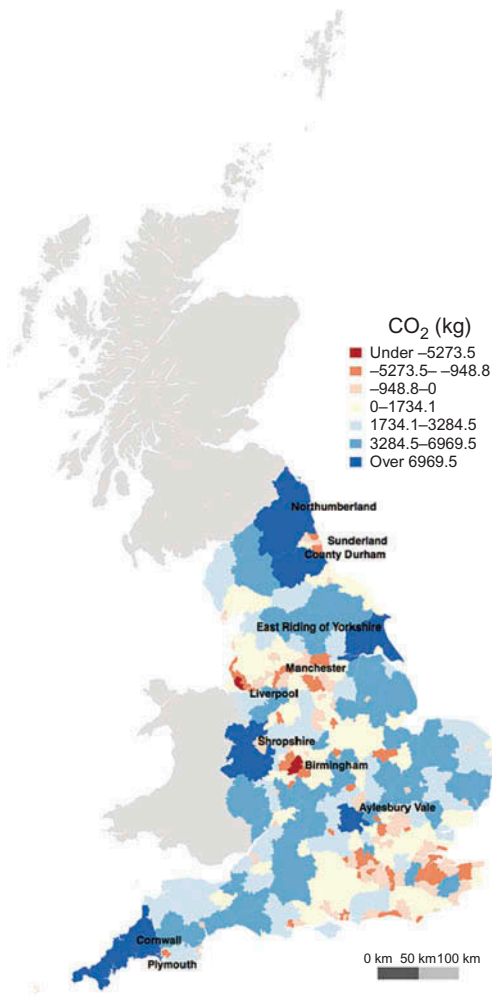 CO2 (kg)
Under –5273.5
–5273.5– –948.8
–948.8–0
0–1734.1
1734.1–3284.5
3284.5–6969.5
Over 6969.5
Northumberland
Sunderland
County Durham
East Riding of Yorkshire
Manchester
Liverpool
Shropshire
Birmingham
Aylesbury Vale
Cornwall
Plymouth
0 km 50 km100 km